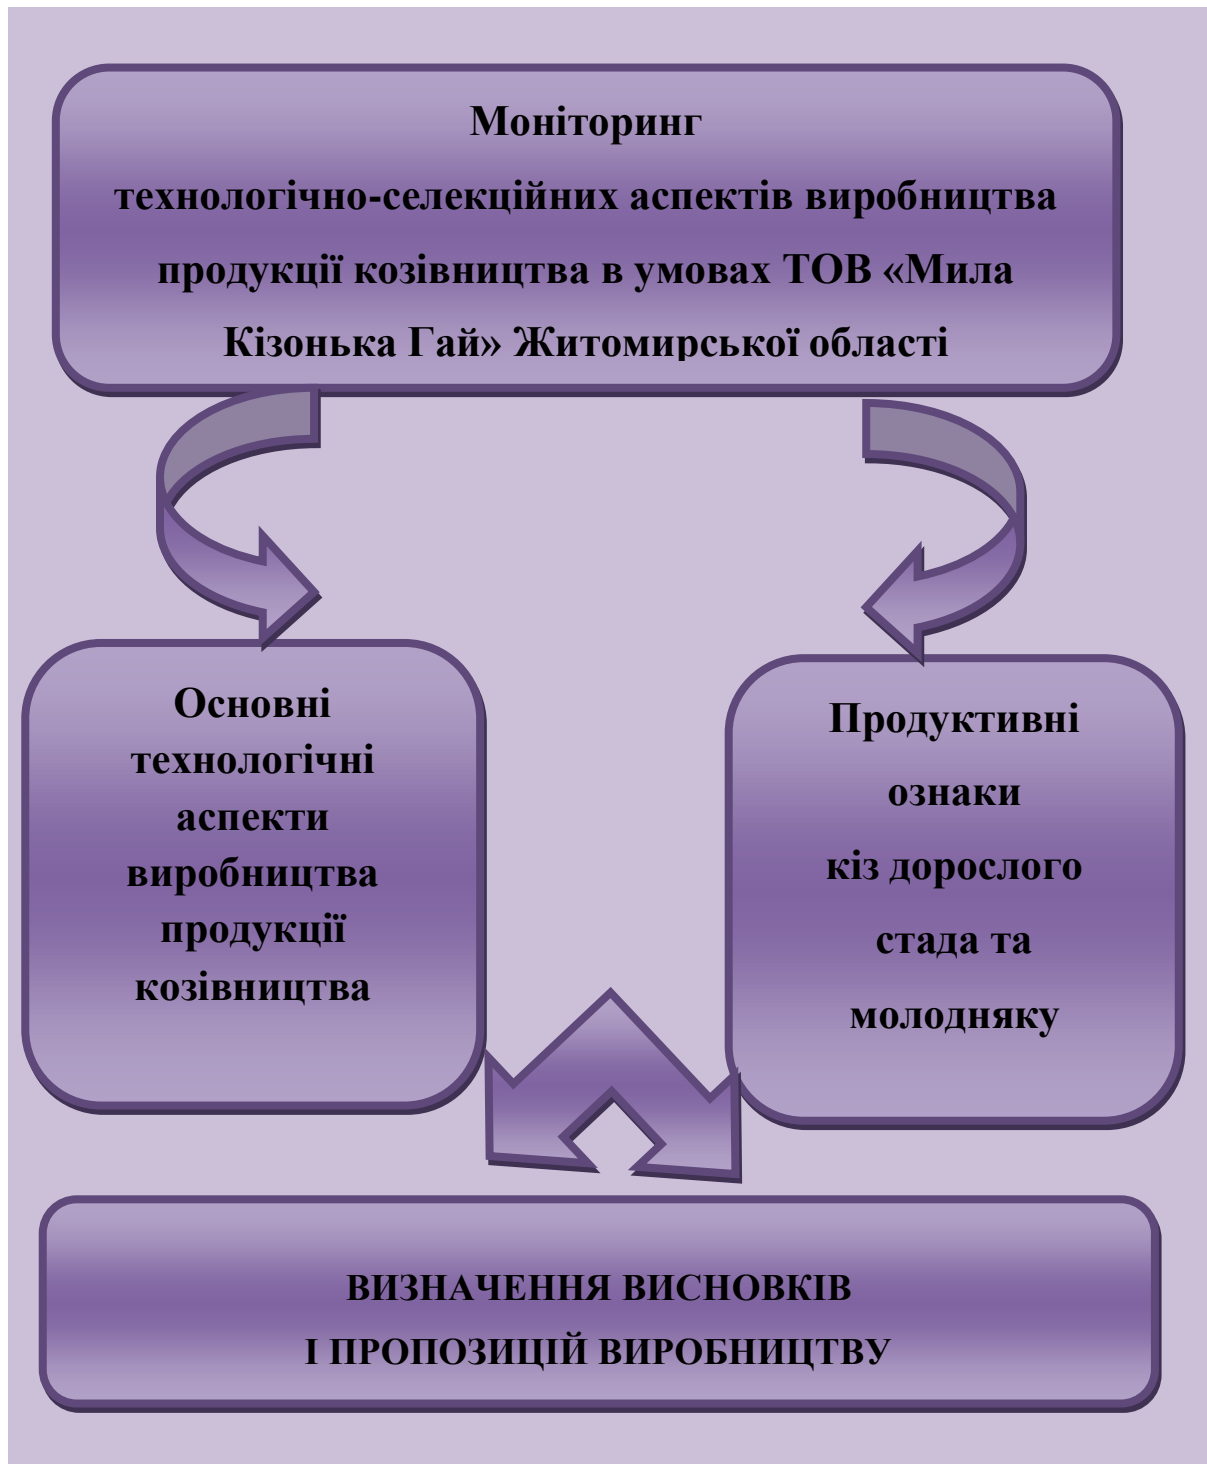 Моніторинг
технологічно-селекційних аспектів виробництва
продукції козівництва в умовах ТОВ «Мила
Кізонька Гай» Житомирської області
Основні
технологічні
аспекти
виробництва
продукції
козівництва
Продуктивні
ознаки
кіз дорослого
стада та
молодняку
ВИЗНАЧЕННЯ ВИСНОВКІВ
І ПРОПОЗИЦІЙ ВИРОБНИЦТВУ